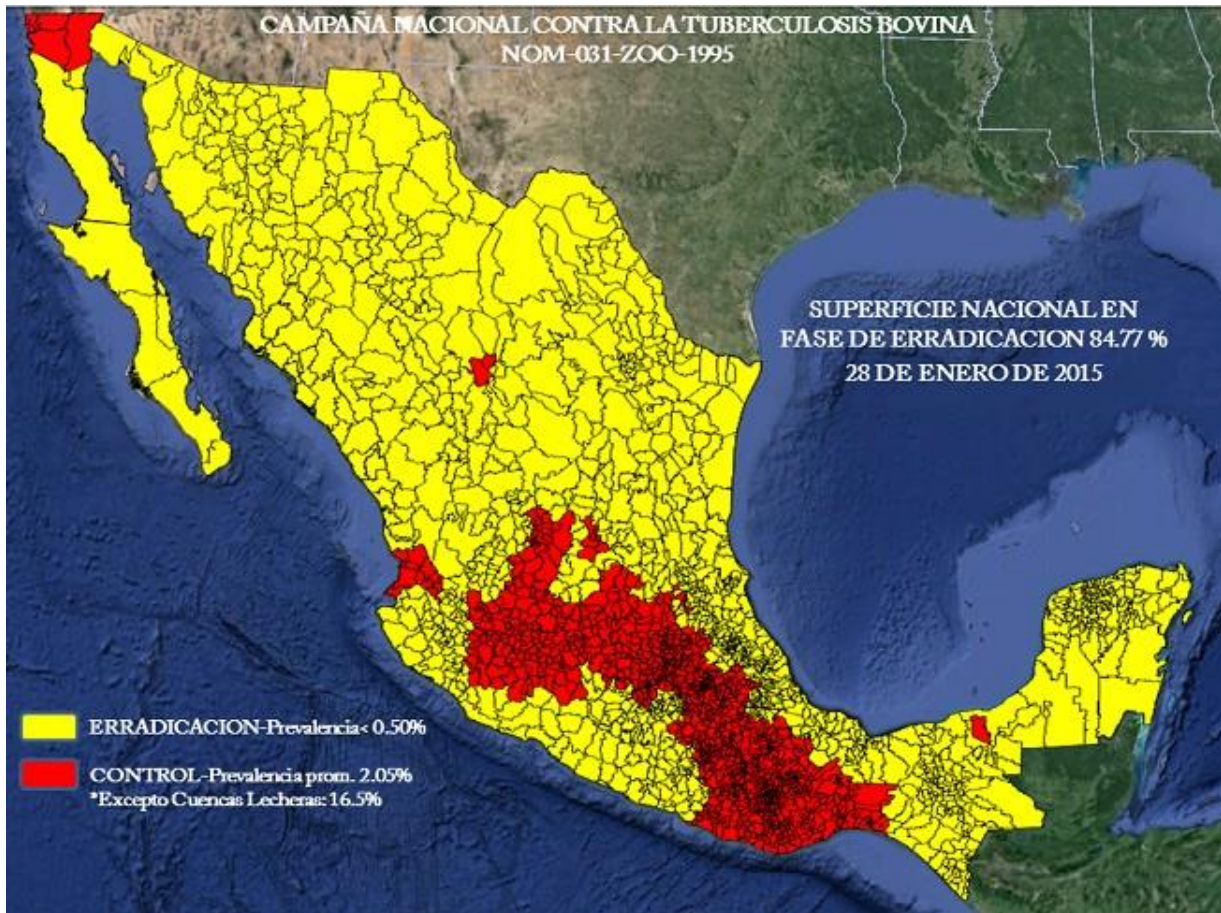 CAMPAÑA NACIONAL CONTRA LA TUBERCULOSIS BOVINA
NOM-031-ZOO-1995
SUPERFICIE NACIONAL EN
FASE DE ERRADICACION 84.77 %
28 DE ENERO DE 2015
ERRADICACION-Prevalencia< 0.50%
CONTROL-Prevalencia prom. 2.05%
*Excepto Cuencas Lecheras: 16.5%